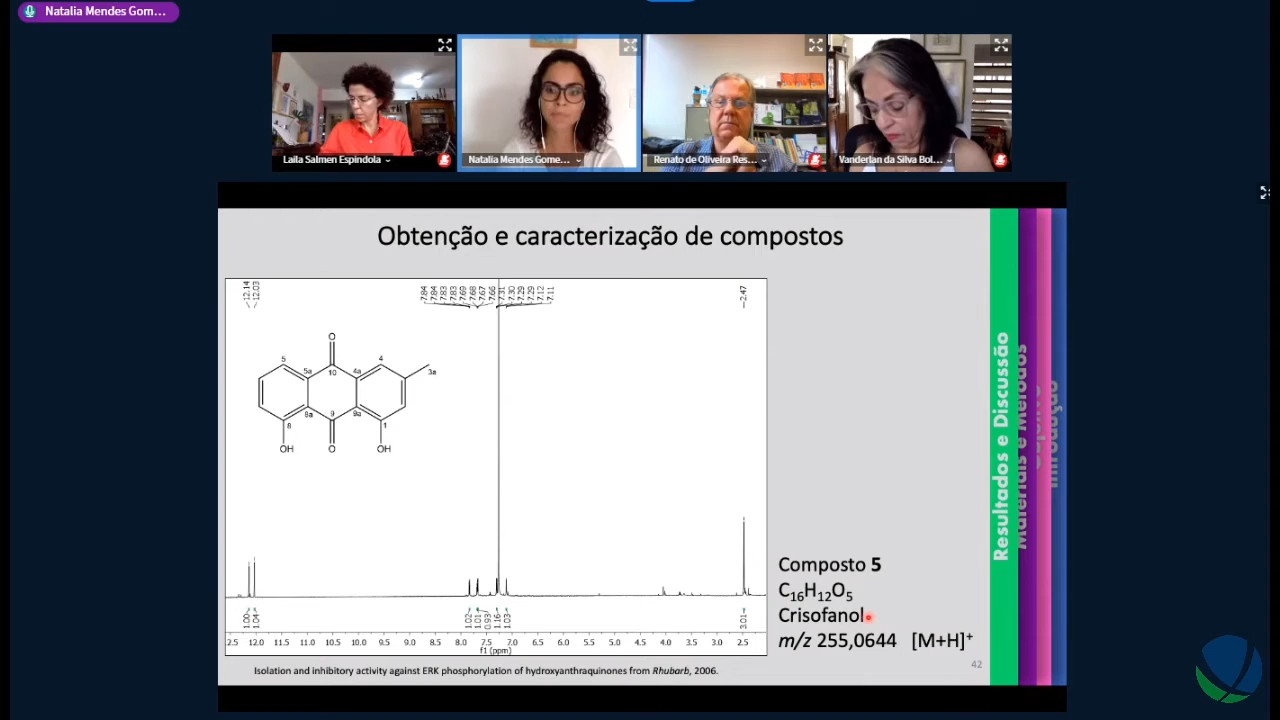 Natalia Mendes Gom...
Laila Salmen Espindola
Natalia Mendes Gome...
Renato de Oliveira Res...
Vanderlan da Silva Bol...
Obtenção e caracterização de compostos
12.14
12.03
7.84
7.84
7.83
7.83
7.69
7.68
7.67
7.66
7.31
7.30
7.29
7.29
7.12
7.11
2.47
O
5
4
5a
10
4a
3a
8a
9
9a
8
1
OH
O
OH
1.00
1.04
1.02
1.01
0.93
1.16
1.03
3.01
2.5 12.0 11.5 11.0 10.5 10.0 9.5 9.0 8.5 8.0 7.5 7.0 6.5 6.0 5.5 5.0 4.5 4.0 3.5 3.0 2.5
f1 (ppm)
Composto 5
C₁₆H₁₂O₅
Crisofanol
m/z 255,0644 [M+H]⁺
Isolation and inhibitory activity against ERK phosphorylation of hydroxyanthraquinones from Rhubarb, 2006.
42
Resultados e Discussão
Materiais e Métodos
Objetivo
Introdução